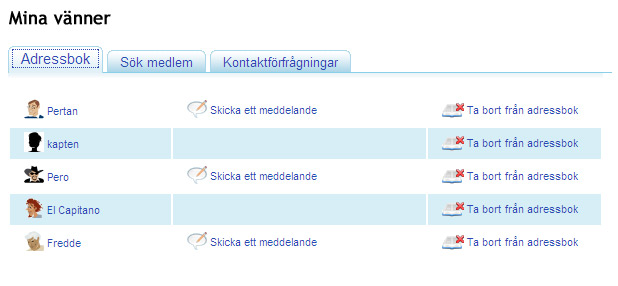 Mina vänner
Adressbok Sök medlem Kontaktförfrågningar
Pertan Skicka ett meddelande Ta bort från adressbok
kapten Ta bort från adressbok
Pero Skicka ett meddelande Ta bort från adressbok
El Capitano Ta bort från adressbok
Fredde Skicka ett meddelande Ta bort från adressbok